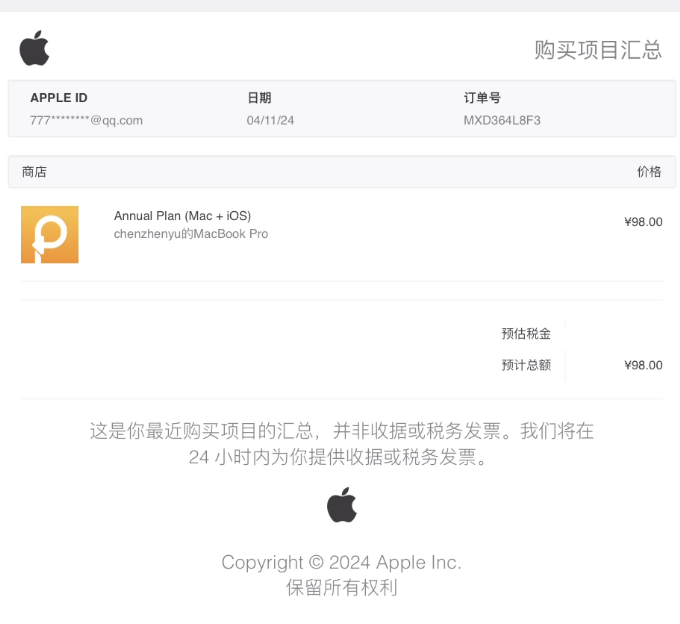 购买项目汇总
APPLE ID
777********@qq.com
日期
04/11/24
订单号
MXD364L8F3
商店
价格
Annual Plan (Mac + iOS)
¥98.00
chenzhenyu的MacBook Pro
预估税金
预计总额
¥98.00
这是你最近购买项目的汇总，并非收据或税务发票。我们将在
24 小时内为你提供收据或税务发票。
Copyright © 2024 Apple Inc.
保留所有权利